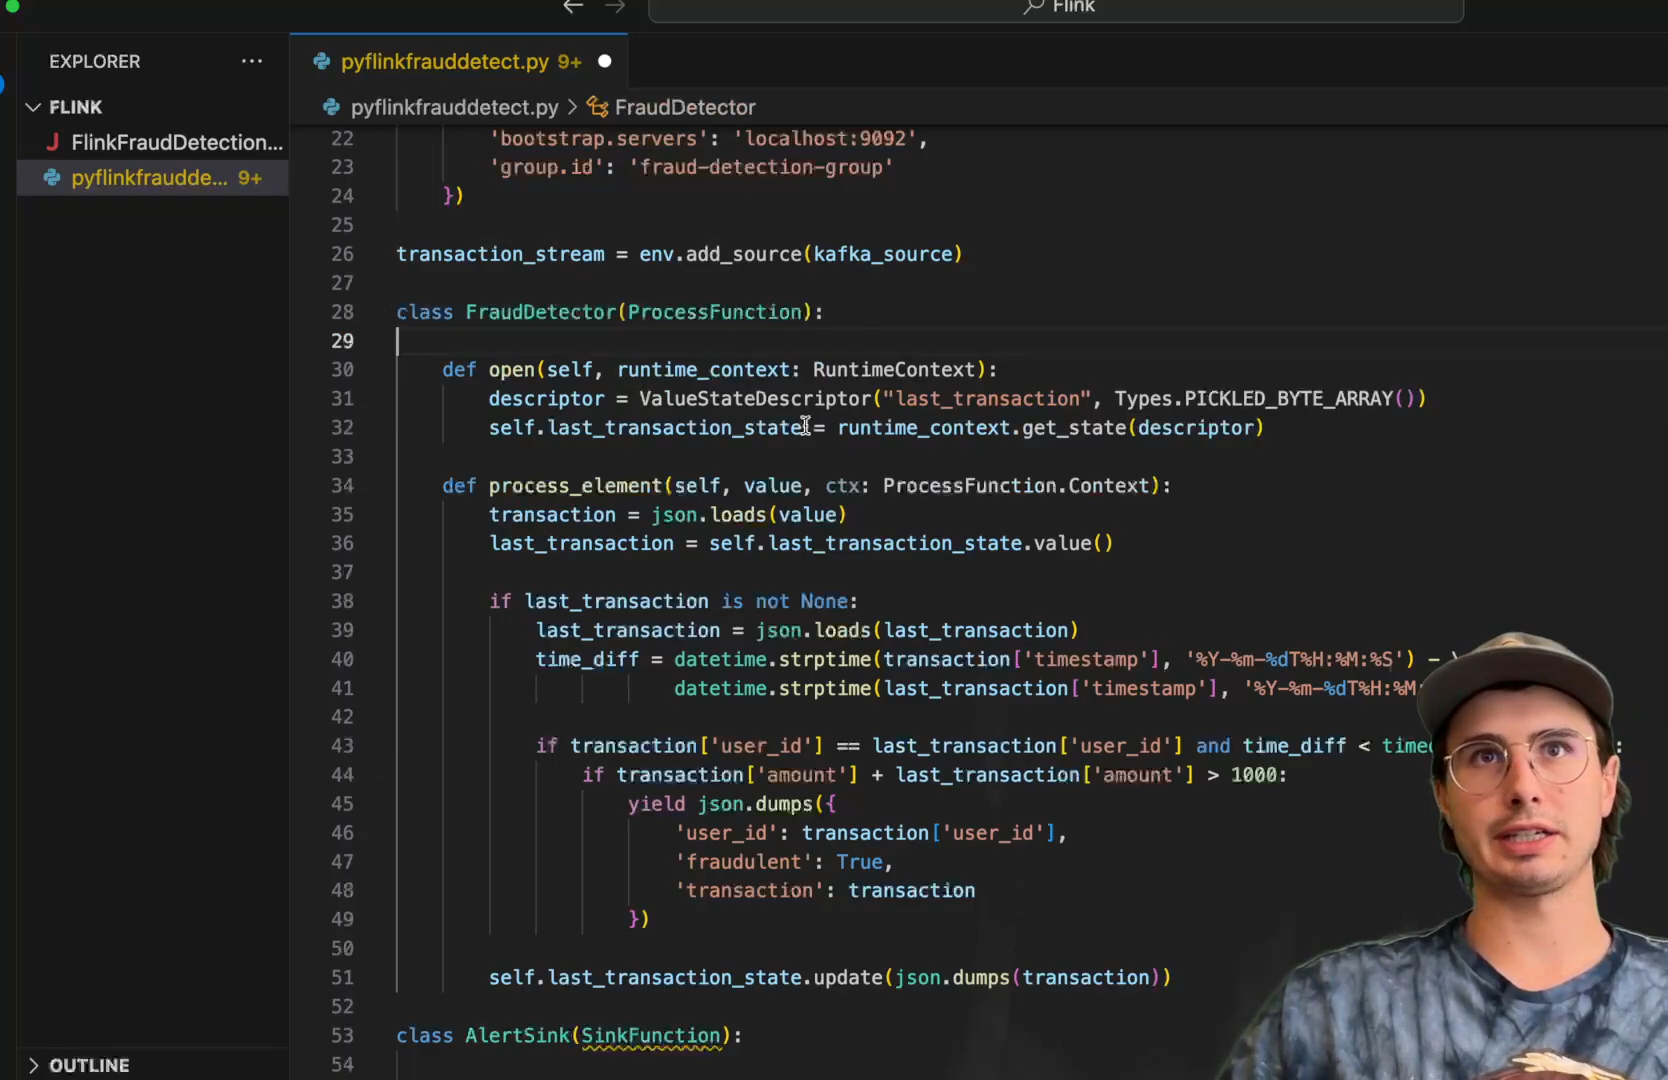 Flink
EXPLORER ...
pyflinkfrauddetect.py 9+
FLINK
pyflinkfrauddetect.py > FraudDetector
J FlinkFraudDetection...
pyflinkfraudde... 9+
22 'bootstrap.servers': 'localhost:9092',
23 'group.id': 'fraud-detection-group'
24 })
25
26 transaction_stream = env.add_source(kafka_source)
27
28 class FraudDetector(ProcessFunction):
29
30 def open(self, runtime_context: RuntimeContext):
31 descriptor = ValueStateDescriptor("last_transaction", Types.PICKLED_BYTE_ARRAY())
32 self.last_transaction_state = runtime_context.get_state(descriptor)
33
34 def process_element(self, value, ctx: ProcessFunction.Context):
35 transaction = json.loads(value)
36 last_transaction = self.last_transaction_state.value()
37
38 if last_transaction is not None:
39 last_transaction = json.loads(last_transaction)
40 time_diff = datetime.strptime(transaction['timestamp'], '%Y-%m-%dT%H:%M:%S') - \
41 datetime.strptime(last_transaction['timestamp'], '%Y-%m-%dT%H:%M:
42
43 if transaction['user_id'] == last_transaction['user_id'] and time_diff < timed :
44 if transaction['amount'] + last_transaction['amount'] > 1000:
45 yield json.dumps({
46 'user_id': transaction['user_id'],
47 'fraudulent': True,
48 'transaction': transaction
49 })
50
51 self.last_transaction_state.update(json.dumps(transaction))
52
53 class AlertSink(SinkFunction):
54
OUTLINE